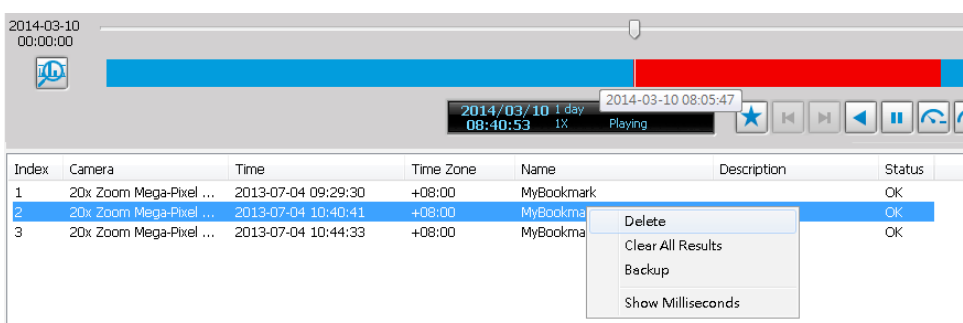 2014-03-10
00:00:00
2014-03-10 08:05:47
2014/03/10 1 day
08:40:53 1X Playing
Index Camera Time Time Zone Name Description Status
1 20x Zoom Mega-Pixel ... 2013-07-04 09:29:30 +08:00 MyBookmark OK
2 20x Zoom Mega-Pixel ... 2013-07-04 10:40:41 +08:00 MyBookma OK
3 20x Zoom Mega-Pixel ... 2013-07-04 10:44:33 +08:00 MyBookma OK
Delete
Clear All Results
Backup
Show Milliseconds